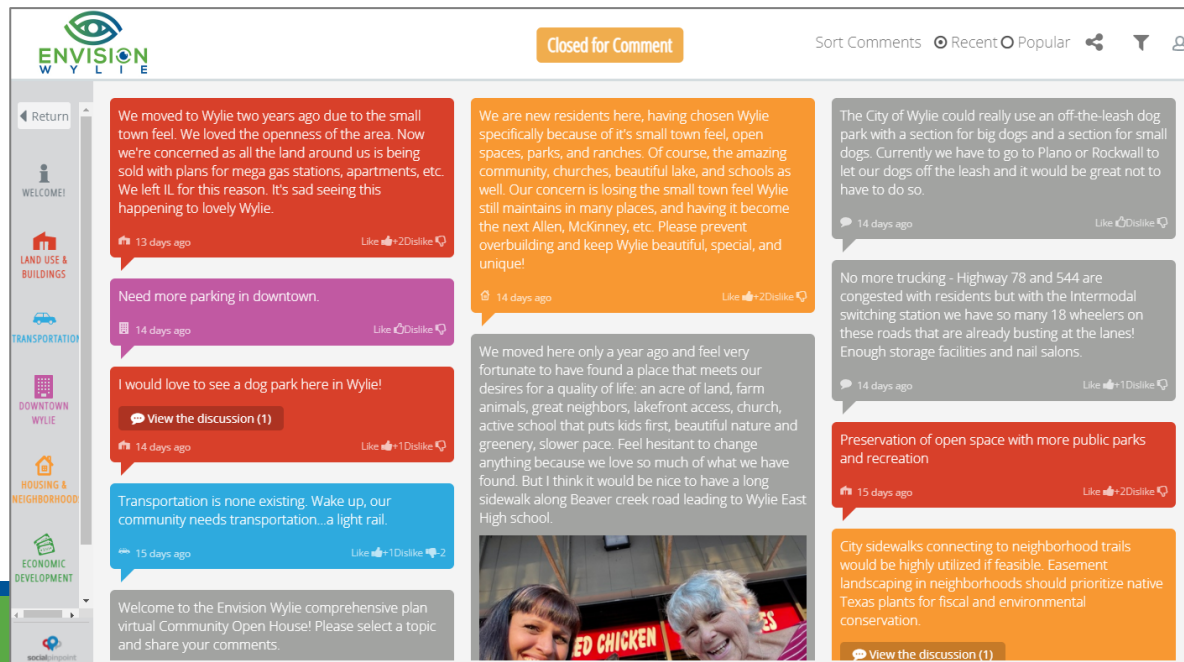 ENVISION
WYLIE
Closed for Comment
Sort Comments Recent Popular
Return
WELCOME!
LAND USE &
BUILDINGS
TRANSPORTATION
DOWNTOWN
WYLIE
HOUSING &
NEIGHBORHOODS
ECONOMIC
DEVELOPMENT
socialpinpoint
We moved to Wylie two years ago due to the small
town feel. We loved the openness of the area. Now
we're concerned as all the land around us is being
sold with plans for mega gas stations, apartments, etc.
We left IL for this reason. It's sad seeing this
happening to lovely Wylie.
13 days ago Like +2Dislike
Need more parking in downtown.
14 days ago Like Dislike
I would love to see a dog park here in Wylie!
View the discussion (1)
14 days ago Like +1Dislike
Transportation is none existing. Wake up, our
community needs transportation...a light rail.
15 days ago Like +1Dislike -2
Welcome to the Envision Wylie comprehensive plan
virtual Community Open House! Please select a topic
and share your comments.
We are new residents here, having chosen Wylie
specifically because of it's small town feel, open
spaces, parks, and ranches. Of course, the amazing
community, churches, beautiful lake, and schools as
well. Our concern is losing the small town feel Wylie
still maintains in many places, and having it become
the next Allen, McKinney, etc. Please prevent
overbuilding and keep Wylie beautiful, special, and
unique!
14 days ago Like +2Dislike
We moved here only a year ago and feel very
fortunate to have found a place that meets our
desires for a quality of life: an acre of land, farm
animals, great neighbors, lakefront access, church,
active school that puts kids first, beautiful nature and
greenery, slower pace. Feel hesitant to change
anything because we love so much of what we have
found. But I think it would be nice to have a long
sidewalk along Beaver creek road leading to Wylie East
High school.
ED CHICKEN ES
The City of Wylie could really use an off-the-leash dog
park with a section for big dogs and a section for small
dogs. Currently we have to go to Plano or Rockwall to
let our dogs off the leash and it would be great not to
have to do so.
14 days ago Like Dislike
No more trucking - Highway 78 and 544 are
congested with residents but with the Intermodal
switching station we have so many 18 wheelers on
these roads that are already busting at the lanes!
Enough storage facilities and nail salons.
14 days ago Like +1Dislike
Preservation of open space with more public parks
and recreation
15 days ago Like +2Dislike
City sidewalks connecting to neighborhood trails
would be highly utilized if feasible. Easement
landscaping in neighborhoods should prioritize native
Texas plants for fiscal and environmental
conservation.
View the discussion (1)